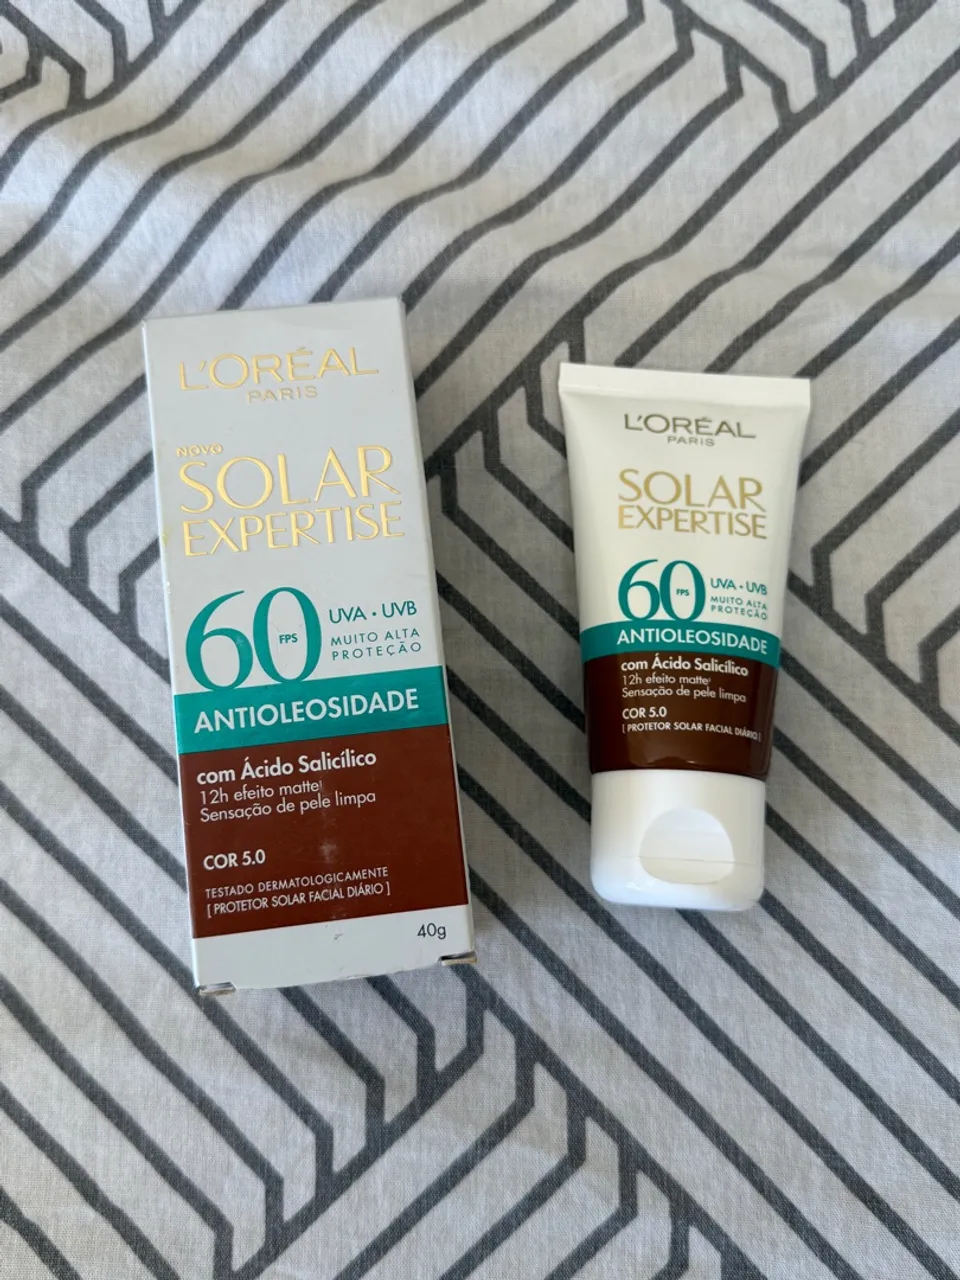 L'ORÉAL
PARIS
NOVO
SOLAR
EXPERTISE
60
FPS
UVA • UVB
MUITO ALTA
PROTEÇÃO
ANTIOLEOSIDADE
com Ácido Salicílico
12h efeito matte¹
Sensação de pele limpa
COR 5.0
TESTADO DERMATOLOGICAMENTE
[ PROTETOR SOLAR FACIAL DIÁRIO ]
40g
L'ORÉAL
PARIS
SOLAR
EXPERTISE
60
FPS
UVA • UVB
MUITO ALTA
PROTEÇÃO
ANTIOLEOSIDADE
com Ácido Salicílico
12h efeito matte¹
Sensação de pele limpa
COR 5.0
[ PROTETOR SOLAR FACIAL DIÁRIO ]